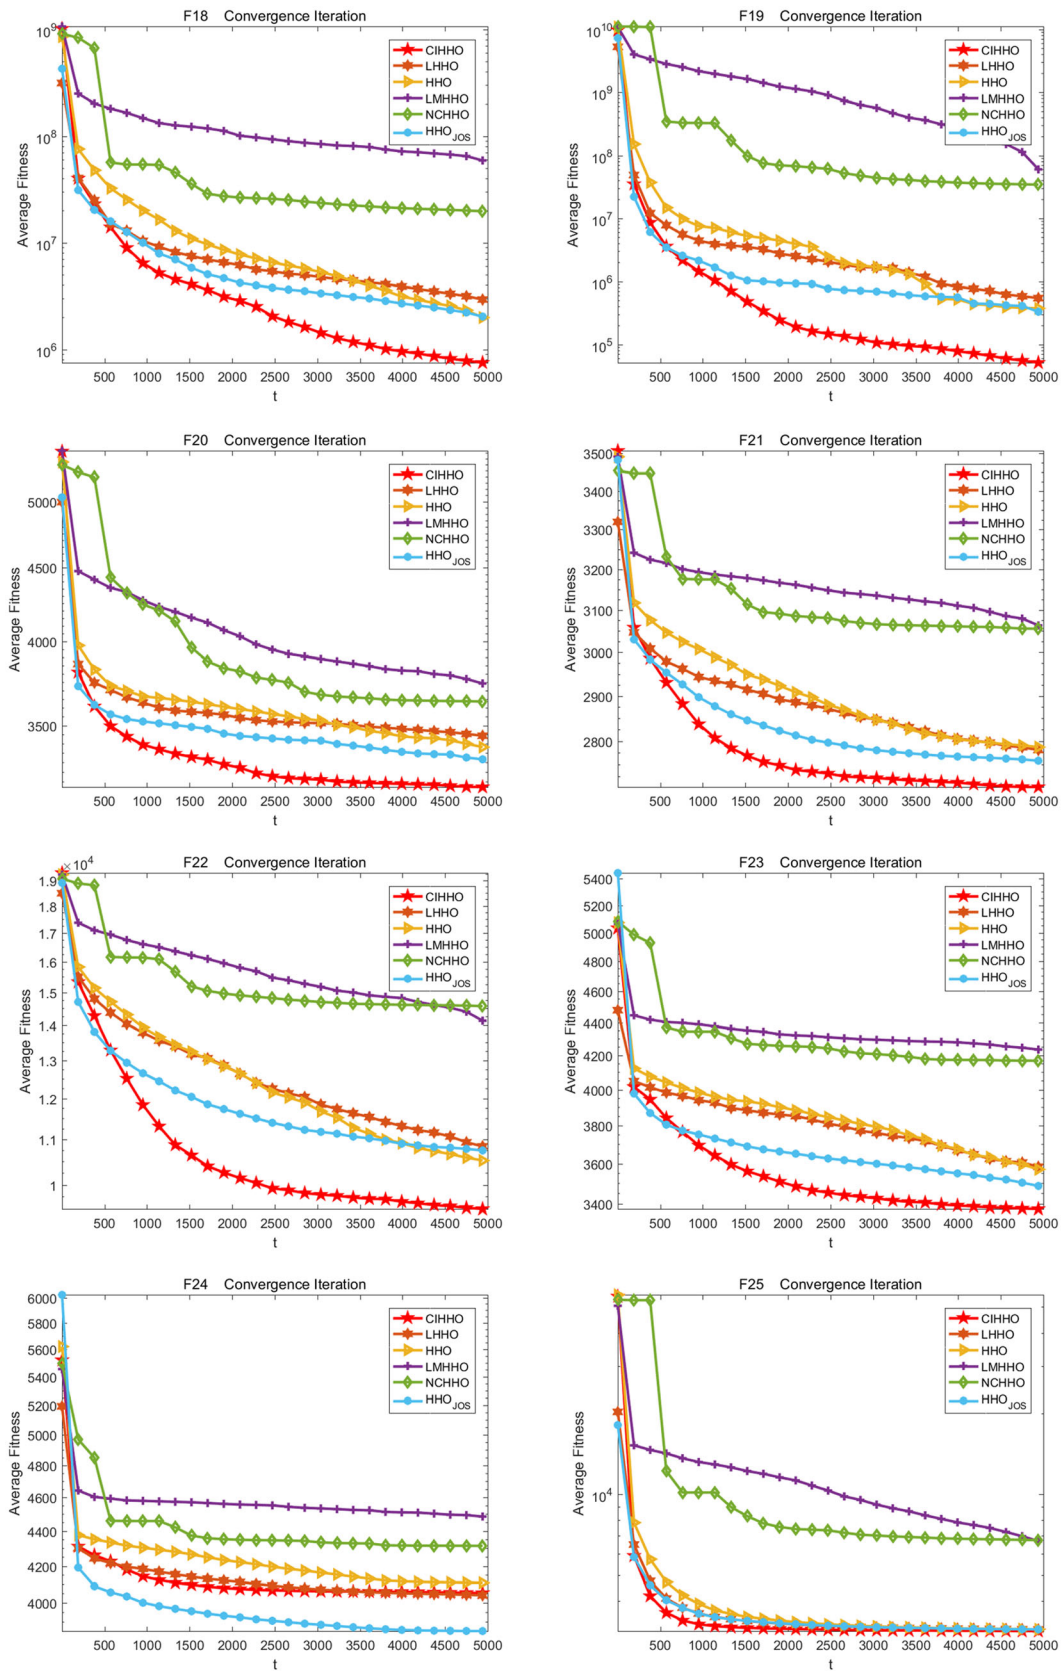 F18 Convergence Iteration
10^9
10^8
10^7
10^6
Average Fitness
CIHHO
LHHO
HHO
LMHHO
NCHHO
HHO_JOS
500 1000 1500 2000 2500 3000 3500 4000 4500 5000
t
F19 Convergence Iteration
10^10
10^9
10^8
10^7
10^6
10^5
Average Fitness
CIHHO
LHHO
HHO
LMHHO
NCHHO
HHO_JOS
500 1000 1500 2000 2500 3000 3500 4000 4500 5000
t
F20 Convergence Iteration
5000
4500
4000
3500
Average Fitness
CIHHO
LHHO
HHO
LMHHO
NCHHO
HHO_JOS
500 1000 1500 2000 2500 3000 3500 4000 4500 5000
t
F21 Convergence Iteration
3500
3400
3300
3200
3100
3000
2900
2800
Average Fitness
CIHHO
LHHO
HHO
LMHHO
NCHHO
HHO_JOS
500 1000 1500 2000 2500 3000 3500 4000 4500 5000
t
F22 Convergence Iteration
×10^4
1.9
1.8
1.7
1.6
1.5
1.4
1.3
1.2
1.1
1
Average Fitness
CIHHO
LHHO
HHO
LMHHO
NCHHO
HHO_JOS
500 1000 1500 2000 2500 3000 3500 4000 4500 5000
t
F23 Convergence Iteration
5400
5200
5000
4800
4600
4400
4200
4000
3800
3600
3400
Average Fitness
CIHHO
LHHO
HHO
LMHHO
NCHHO
HHO_JOS
500 1000 1500 2000 2500 3000 3500 4000 4500 5000
t
F24 Convergence Iteration
6000
5800
5600
5400
5200
5000
4800
4600
4400
4200
4000
Average Fitness
CIHHO
LHHO
HHO
LMHHO
NCHHO
HHO_JOS
500 1000 1500 2000 2500 3000 3500 4000 4500 5000
t
F25 Convergence Iteration
10^4
Average Fitness
CIHHO
LHHO
HHO
LMHHO
NCHHO
HHO_JOS
500 1000 1500 2000 2500 3000 3500 4000 4500 5000
t